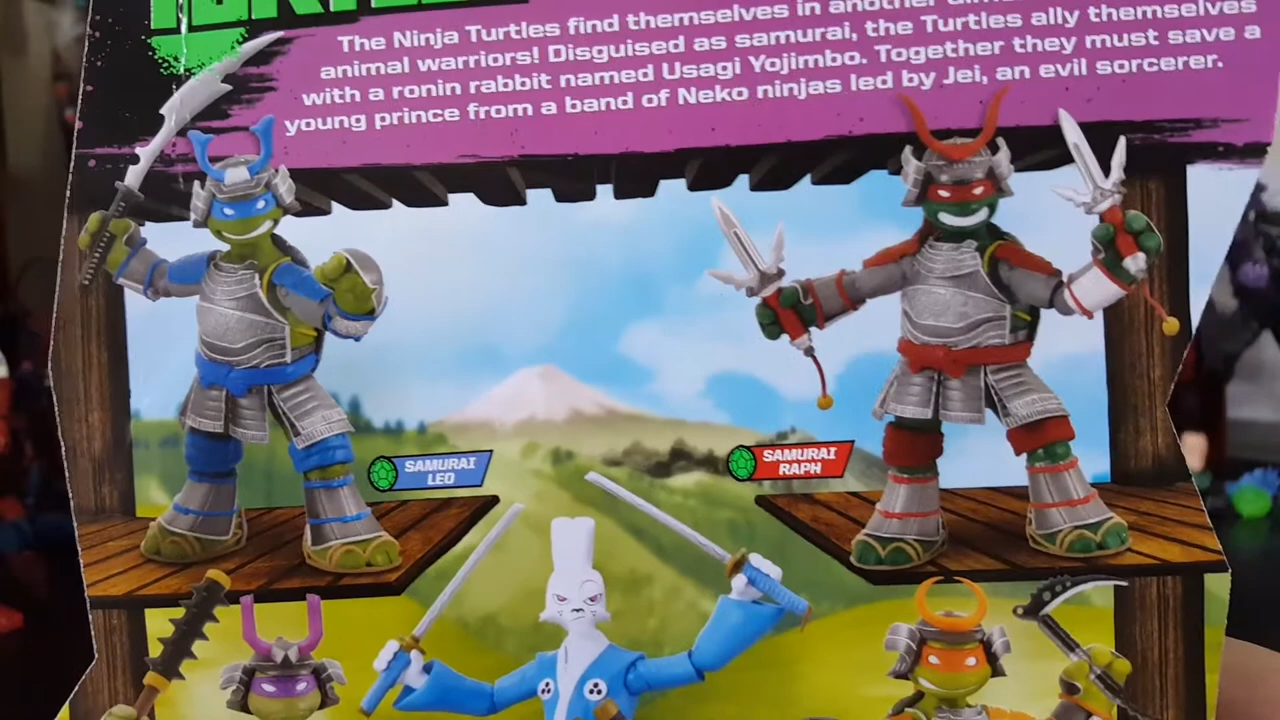 TURTLES
The Ninja Turtles find themselves in another
animal warriors! Disguised as samurai, the Turtles ally themselves
with a ronin rabbit named Usagi Yojimbo. Together they must save a
young prince from a band of Neko ninjas led by Jei, an evil sorcerer.
SAMURAI
LEO
SAMURAI
RAPH